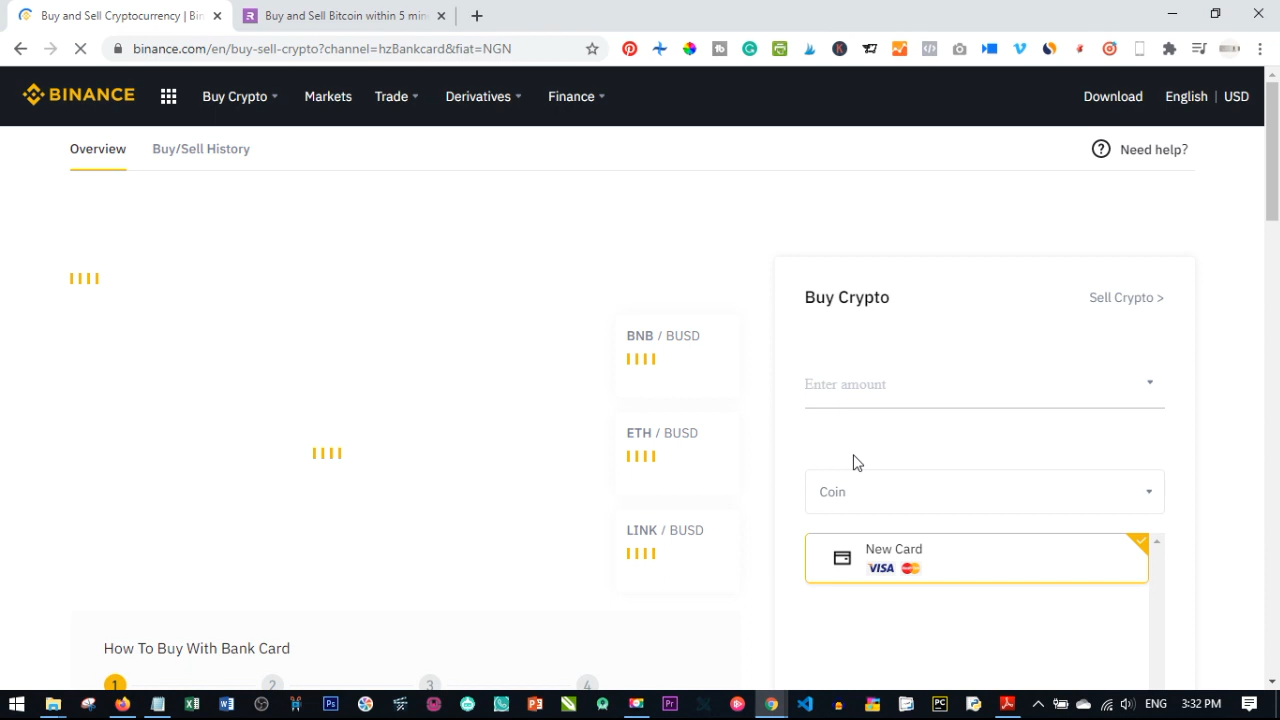 Buy and Sell Cryptocurrency | Bin
Buy and Sell Bitcoin within 5 min
binance.com/en/buy-sell-crypto?channel=hzBankcard&fiat=NGN
BINANCE
Buy Crypto
Markets
Trade
Derivatives
Finance
Download
English | USD
Overview
Buy/Sell History
Need help?
Buy Crypto
Sell Crypto >
BNB / BUSD
Enter amount
ETH / BUSD
Coin
LINK / BUSD
New Card
VISA
How To Buy With Bank Card
1 2 3 4
ENG
3:32 PM